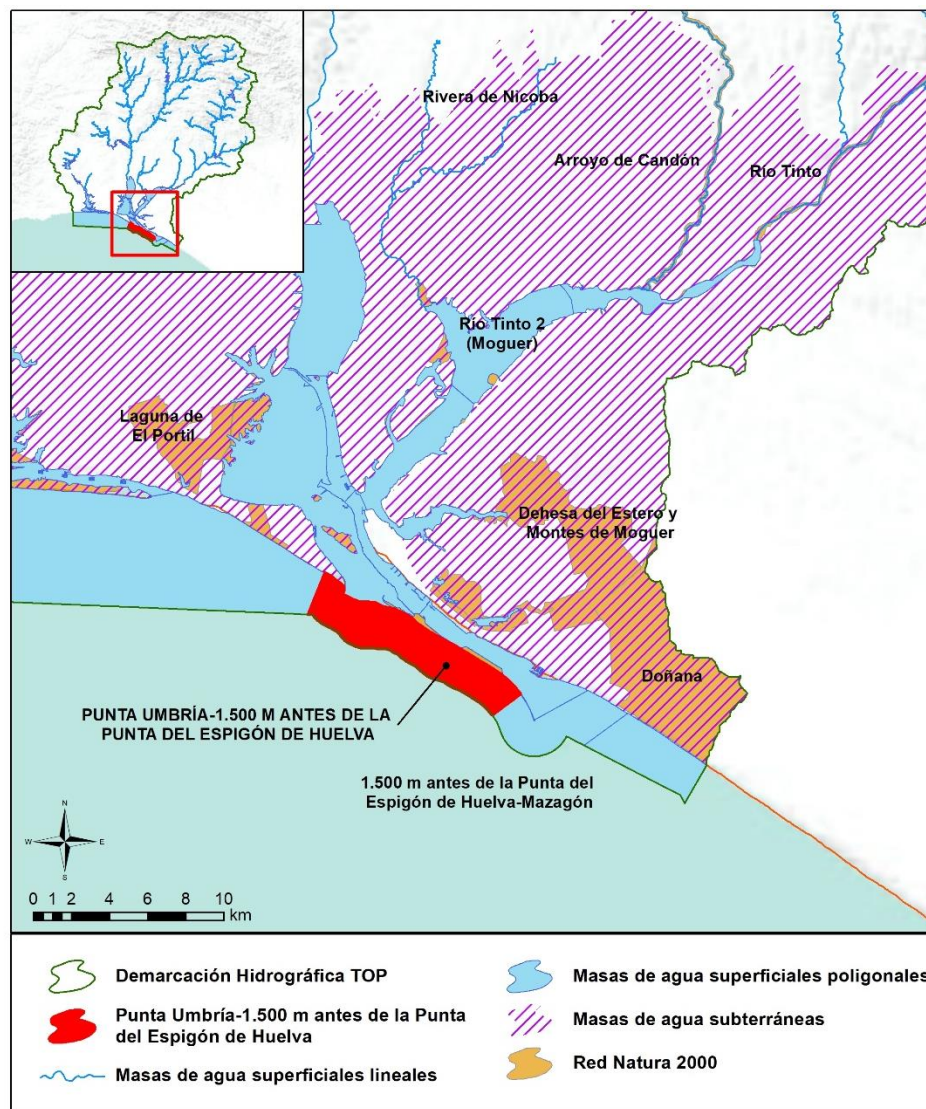 Rivera de Nicoba
Arroyo de Candón
Río Tinto
Río Tinto 2
(Moguer)
Laguna de
El Portil
Dehesa del Estero y
Montes de Moguer
Doñana
PUNTA UMBRÍA-1.500 M ANTES DE LA
PUNTA DEL ESPIGÓN DE HUELVA
1.500 m antes de la Punta del
Espigón de Huelva-Mazagón
N
W E
S
0 1 2 4 6 8 10
km
Demarcación Hidrográfica TOP
Punta Umbría-1.500 m antes de la Punta
del Espigón de Huelva
Masas de agua superficiales lineales
Masas de agua superficiales poligonales
Masas de agua subterráneas
Red Natura 2000